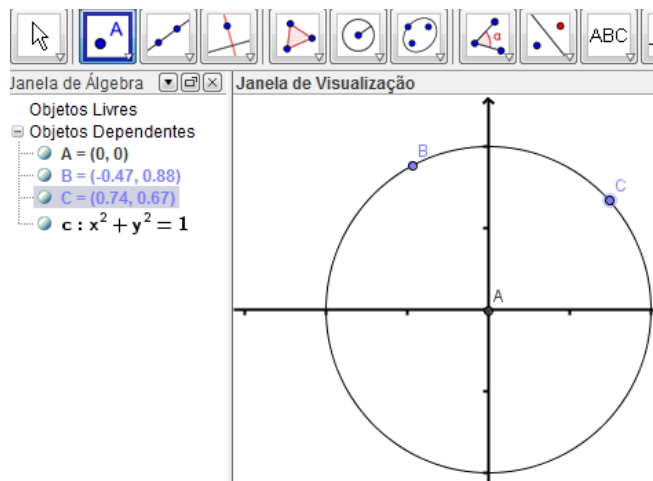 A
α
ABC
Janela de Álgebra
Janela de Visualização
Objetos Livres
Objetos Dependentes
A = (0, 0)
B = (-0.47, 0.88)
C = (0.74, 0.67)
c : x² + y² = 1
B
C
A